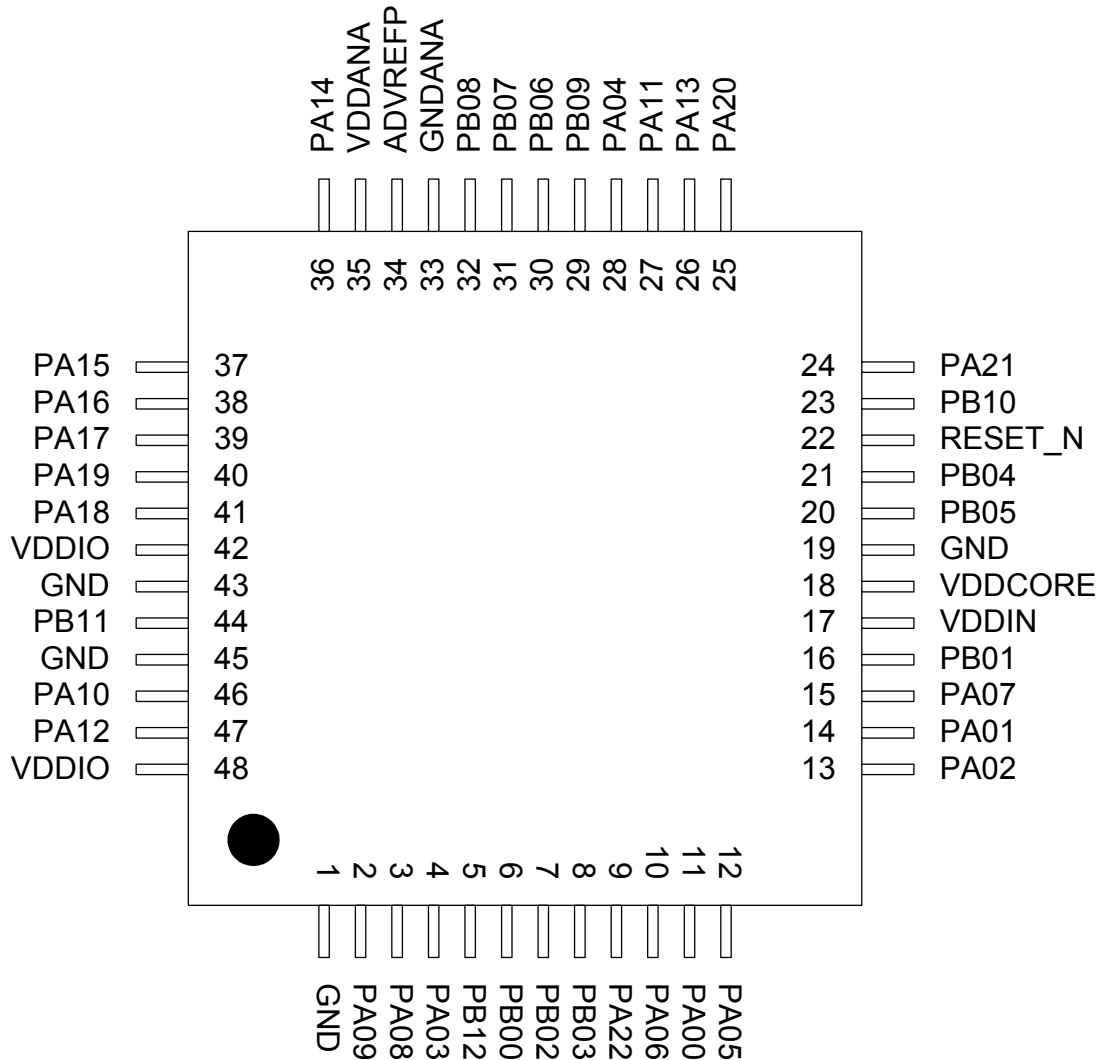 PA14
VDDANA
ADVREFP
GNDANA
PB08
PB07
PB06
PB09
PA04
PA11
PA13
PA20
36
35
34
33
32
31
30
29
28
27
26
25
PA15 37
PA16 38
PA17 39
PA19 40
PA18 41
VDDIO 42
GND 43
PB11 44
GND 45
PA10 46
PA12 47
VDDIO 48
24 PA21
23 PB10
22 RESET_N
21 PB04
20 PB05
19 GND
18 VDDCORE
17 VDDIN
16 PB01
15 PA07
14 PA01
13 PA02
1
2
3
4
5
6
7
8
9
10
11
12
GND
PA09
PA08
PA03
PB12
PB00
PB02
PB03
PA22
PA06
PA00
PA05